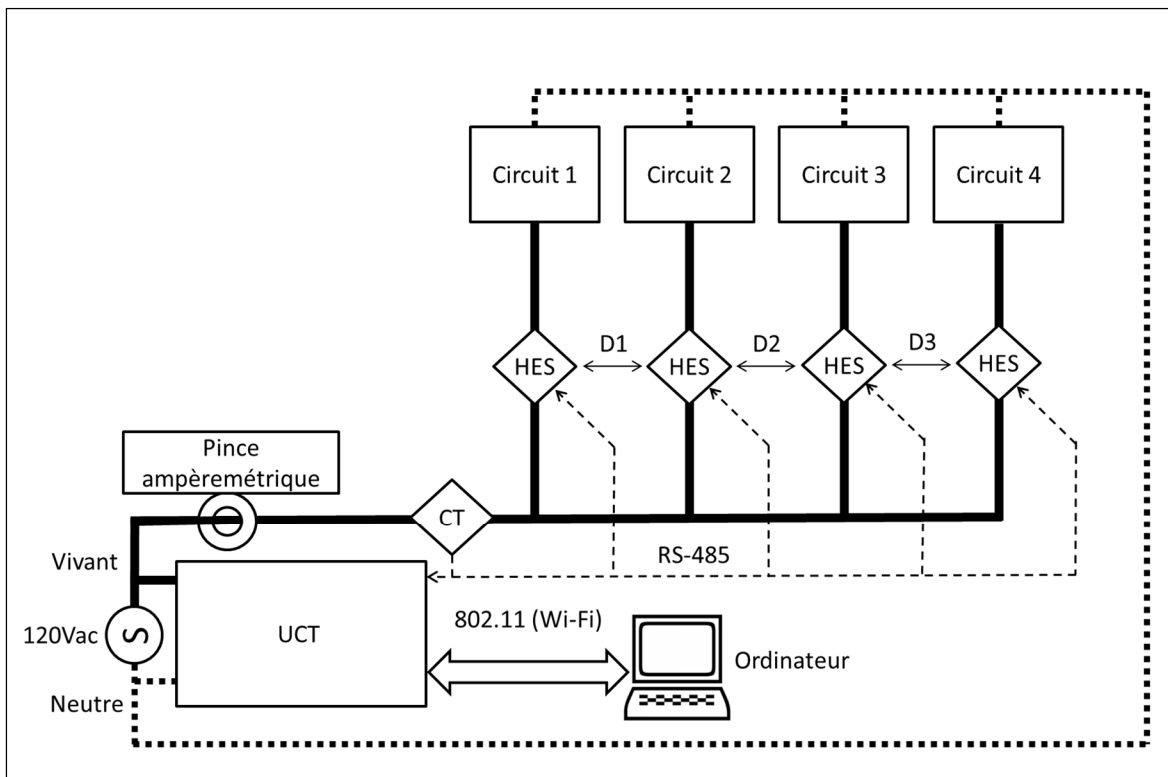 Circuit 1
Circuit 2
Circuit 3
Circuit 4
D1
D2
D3
HES
HES
HES
HES
Pince
ampèremétrique
CT
Vivant
RS-485
120Vac
UCT
802.11 (Wi-Fi)
Ordinateur
Neutre